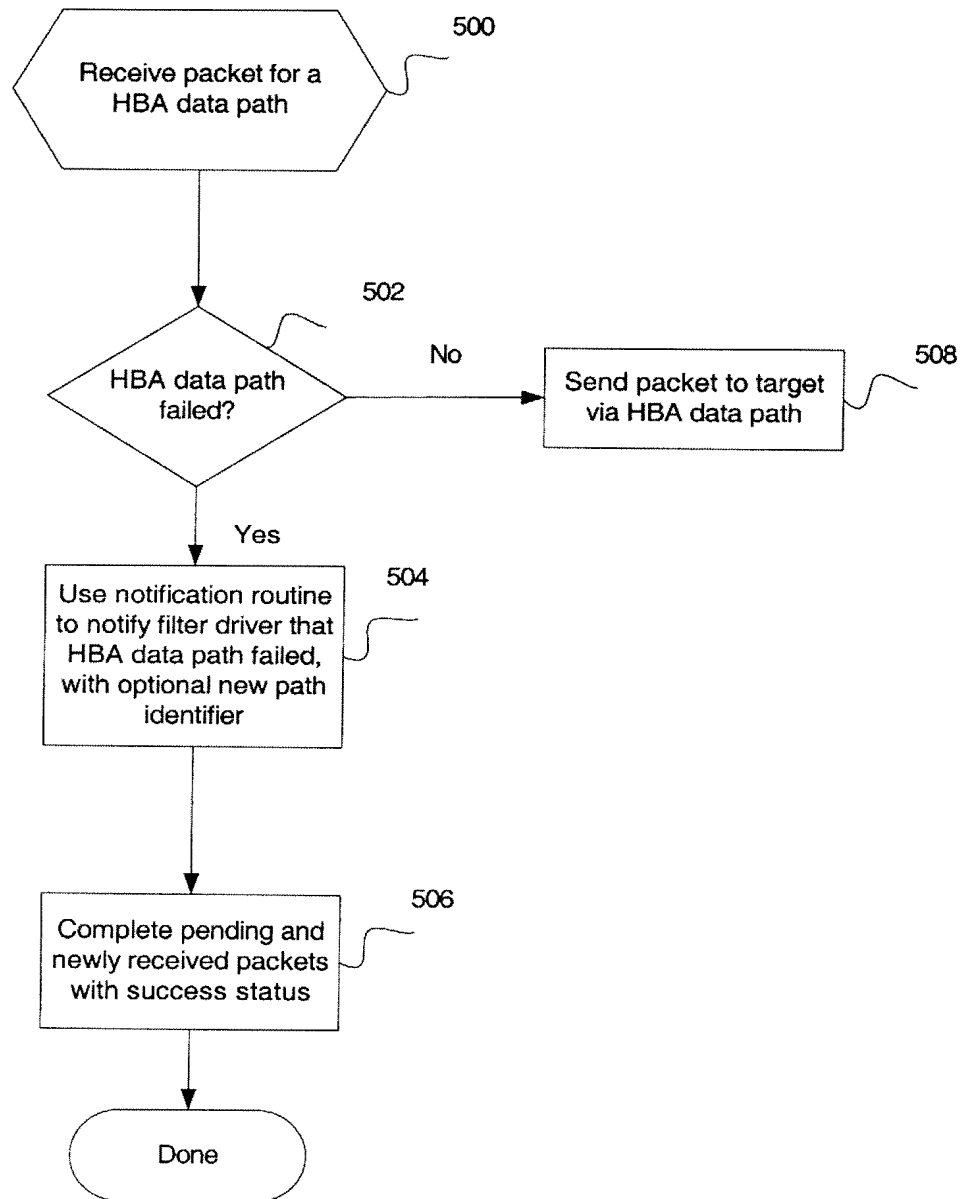 500
Receive packet for a
HBA data path
502
HBA data path
failed?
No
508
Send packet to target
via HBA data path
Yes
504
Use notification routine
to notify filter driver that
HBA data path failed,
with optional new path
identifier
506
Complete pending and
newly received packets
with success status
Done